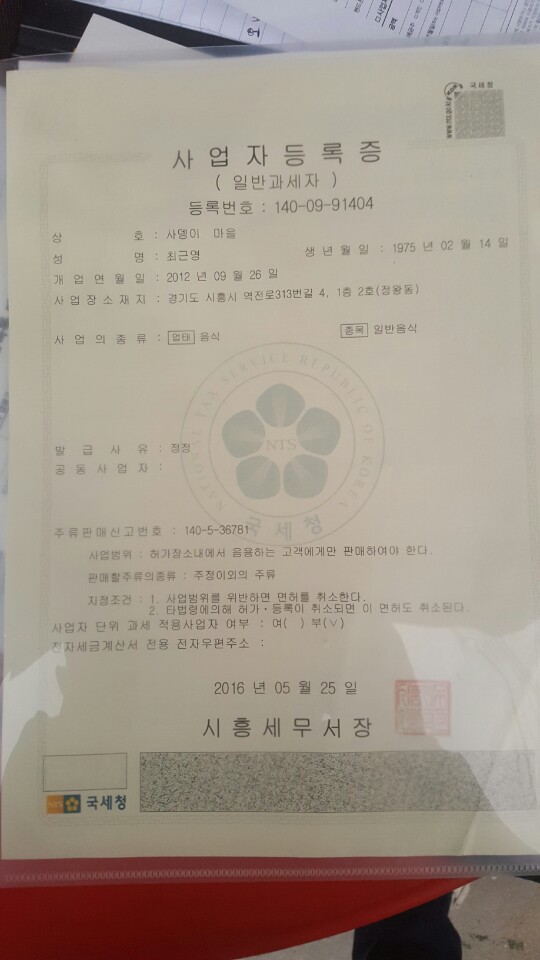 국세청
사업자등록증
( 일반과세자 )
등록번호 : 140-09-91404
상 호 : 사뎅이 마을
성 명 : 최근영 생년월일 : 1975 년 02 월 14 일
개업연월일 : 2012 년 09 월 26 일
사업장소재지 : 경기도 시흥시 역전로313번길 4, 1층 2호(정왕동)
사업의종류 : 업태 음식 종목 일반음식
NATIONAL TAX SERVICE REPUBLIC OF KOREA
NTS
국세청
발급사유 : 정정
공동사업자 :
주류판매신고번호 : 140-5-36781
사업범위 : 허가장소내에서 음용하는 고객에게만 판매하여야 한다.
판매할주류의종류 : 주정이외의 주류
지정조건 : 1. 사업범위를 위반하면 면허를 취소한다.
2. 타법령에의해 허가·등록이 취소되면 이 면허도 취소된다.
사업자 단위 과세 적용사업자 여부 : 여( ) 부(∨)
전자세금계산서 전용 전자우편주소 :
2016 년 05 월 25 일
시흥세무서장
NTS 국세청